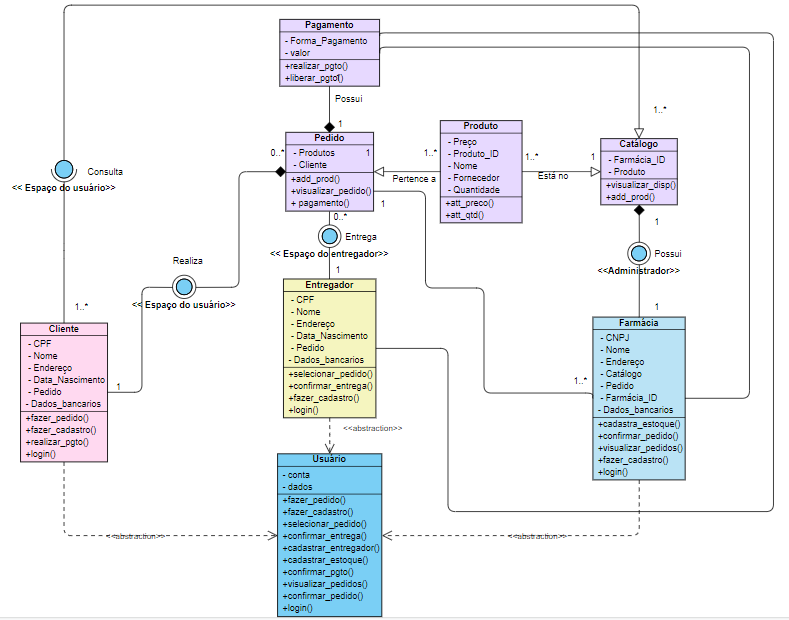 Pagamento
- Forma_Pagamento
- valor
+realizar_pgto()
+liberar_pgto()
Possui
1
Pedido
- Produtos
- Cliente
1
+add_prod()
+visualizar_pedido()
+ pagamento()
0..*
1
0..*
Produto
- Preço
- Produto_ID
- Nome
- Fornecedor
- Quantidade
+att_preco()
+att_qtd()
1..*
Pertence a
1..*
Está no
1
1..*
Catálogo
- Farmácia_ID
- Produto
+visualizar_disp()
+add_prod()
1
Possui
<<Administrador>>
1
Consulta
<< Espaço do usuário>>
1..*
Realiza
<< Espaço do usuário>>
1
Entrega
<< Espaço do entregador>>
1
Entregador
- CPF
- Nome
- Endereço
- Data_Nascimento
- Pedido
- Dados_bancarios
+selecionar_pedido()
+confirmar_entrega()
+fazer_cadastro()
+login()
Cliente
- CPF
- Nome
- Endereço
- Data_Nascimento
- Pedido
- Dados_bancarios
+fazer_pedido()
+fazer_cadastro()
+realizar_pgto()
+login()
1..*
Farmácia
- CNPJ
- Nome
- Endereço
- Catálogo
- Pedido
- Farmácia_ID
- Dados_bancarios
+cadastra_estoque()
+confirmar_pedido()
+visualizar_pedidos()
+fazer_cadastro()
+login()
<<abstraction>>
<<abstraction>>
<<abstraction>>
Usuário
- conta
- dados
+fazer_pedido()
+fazer_cadastro()
+selecionar_pedido()
+confirmar_entrega()
+cadastrar_entregador()
+cadastrar_estoque()
+confirmar_pgto()
+visualizar_pedidos()
+confirmar_pedido()
+login()